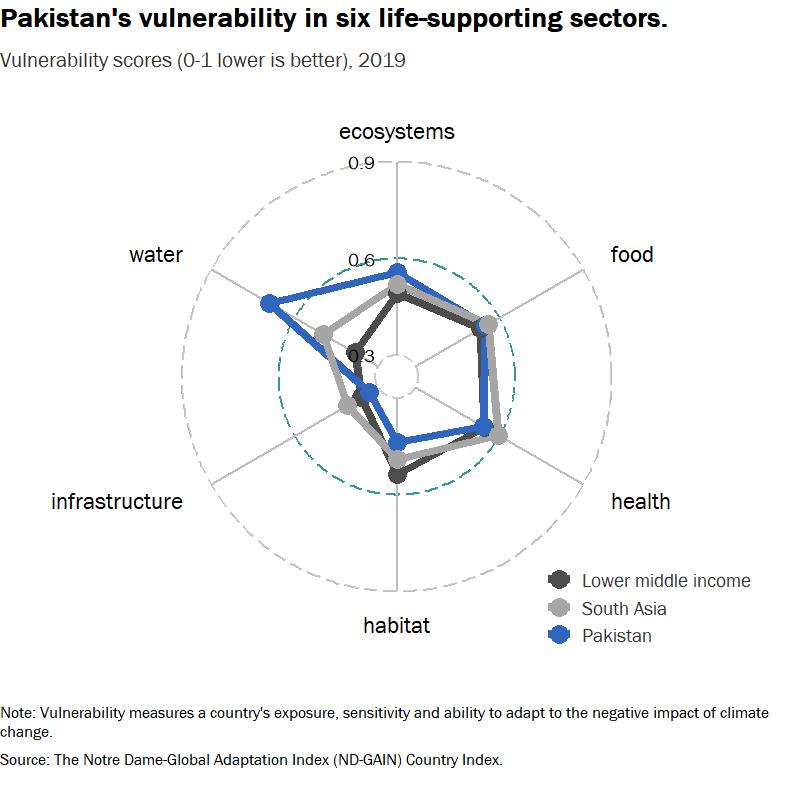 Pakistan's vulnerability in six life-supporting sectors.
Vulnerability scores (0-1 lower is better), 2019
ecosystems
0.9
water
food
0.6
0.3
infrastructure
health
habitat
Lower middle income
South Asia
Pakistan
Note: Vulnerability measures a country's exposure, sensitivity and ability to adapt to the negative impact of climate
change.
Source: The Notre Dame-Global Adaptation Index (ND-GAIN) Country Index.